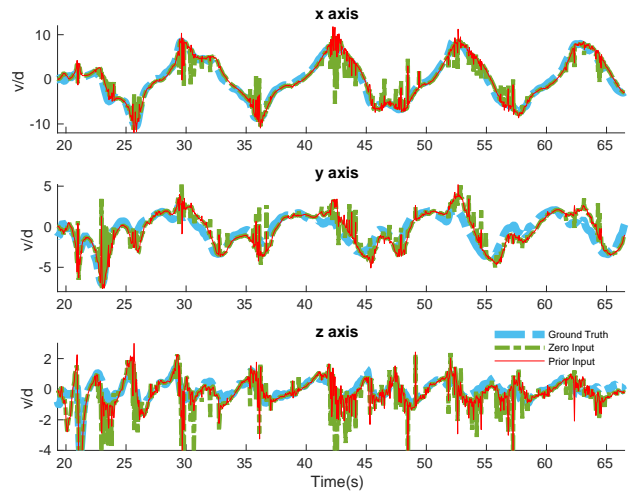 x axis
10
0
-10
v/d
20 25 30 35 40 45 50 55 60 65
y axis
5
0
-5
v/d
20 25 30 35 40 45 50 55 60 65
z axis
Ground Truth
Zero Input
Prior Input
2
0
-2
-4
v/d
20 25 30 35 40 45 50 55 60 65
Time(s)